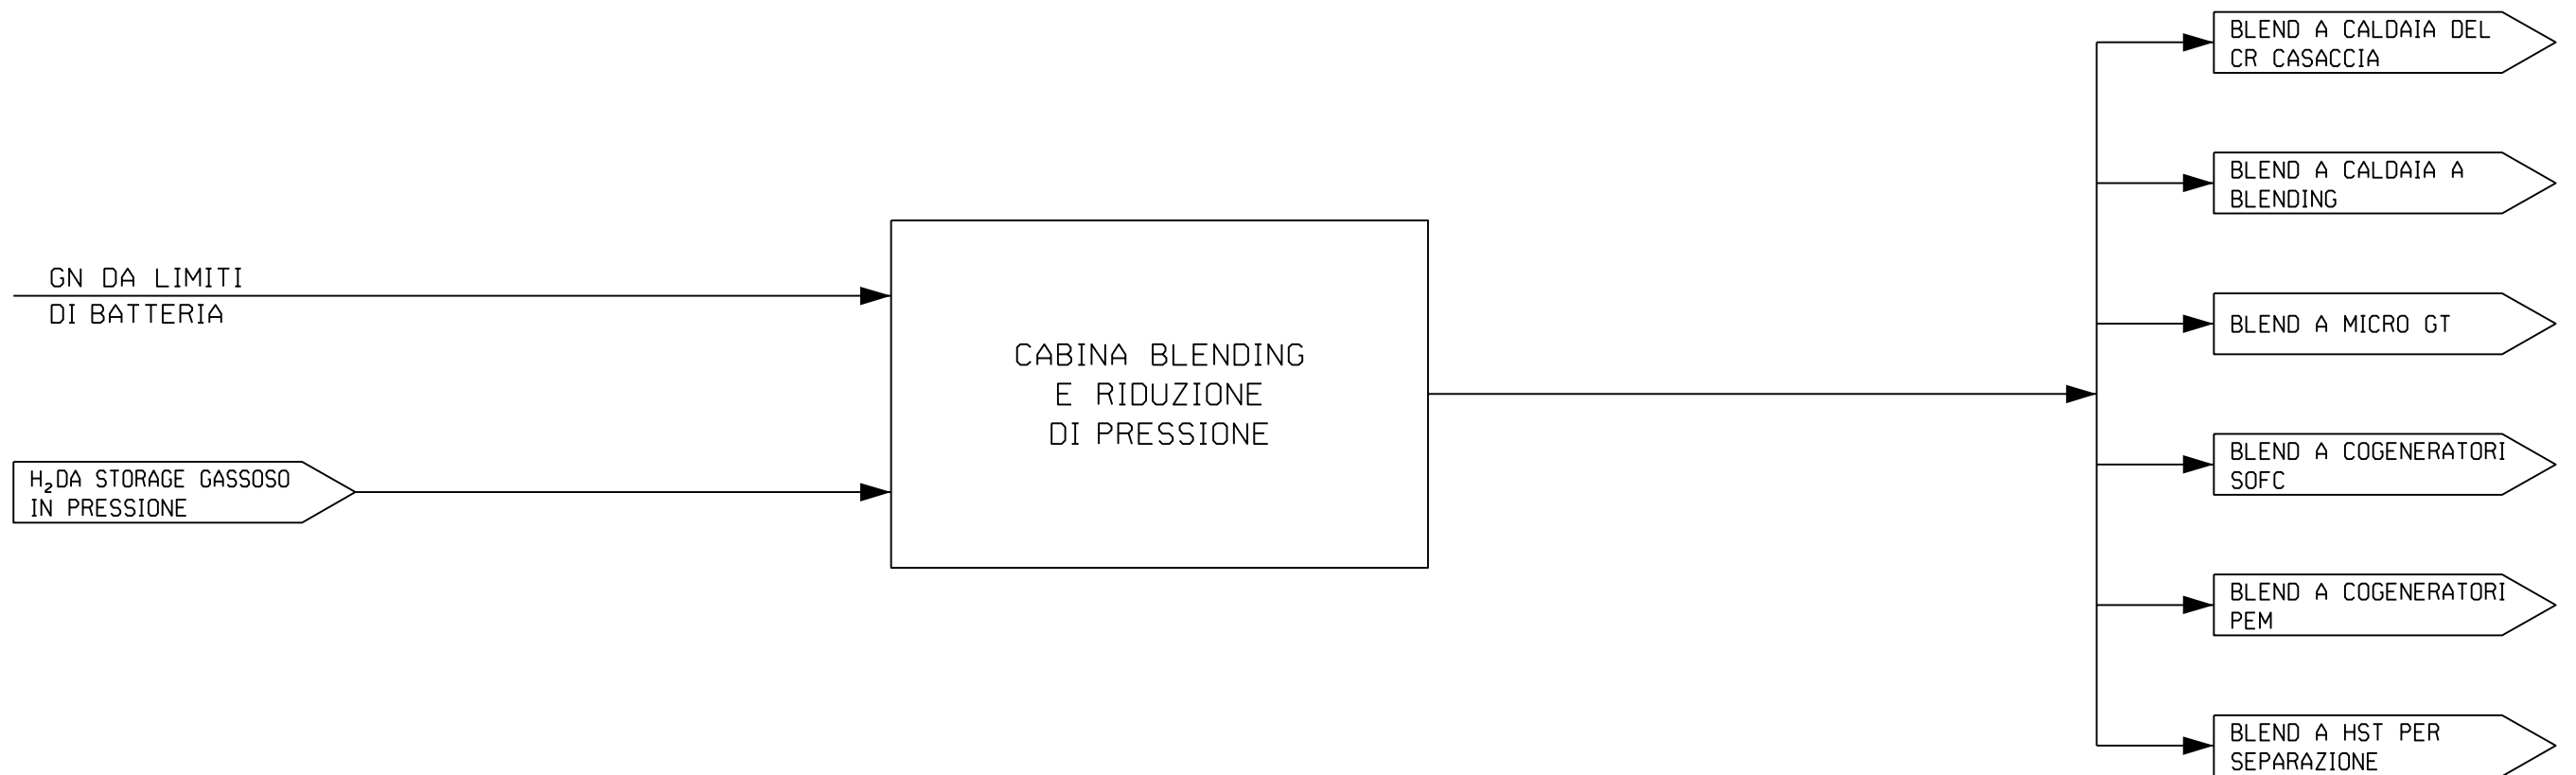 GN DA LIMITI
DI BATTERIA
H₂DA STORAGE GASSOSO
IN PRESSIONE
CABINA BLENDING
E RIDUZIONE
DI PRESSIONE
BLEND A CALDAIA DEL
CR CASACCIA
BLEND A CALDAIA A
BLENDING
BLEND A MICRO GT
BLEND A COGENERATORI
SOFC
BLEND A COGENERATORI
PEM
BLEND A HST PER
SEPARAZIONE